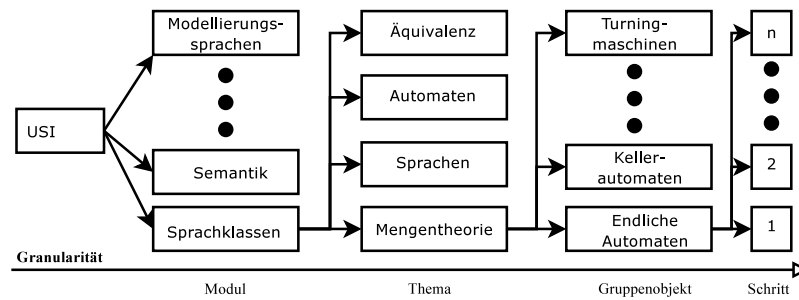 Modellierungs-
sprachen
Äquivalenz
Turning-
maschinen
n
Automaten
USI
Semantik
Sprachen
Keller-
automaten
2
Sprachklassen
Mengentheorie
Endliche
Automaten
1
Granularität
Modul
Thema
Gruppenobjekt
Schritt